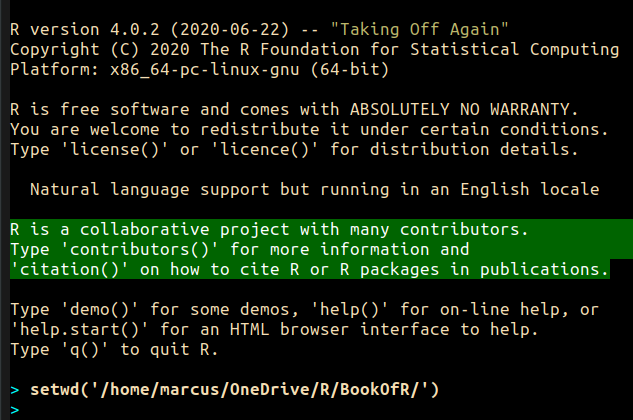 R version 4.0.2 (2020-06-22) -- "Taking Off Again"
Copyright (C) 2020 The R Foundation for Statistical Computing
Platform: x86_64-pc-linux-gnu (64-bit)

R is free software and comes with ABSOLUTELY NO WARRANTY.
You are welcome to redistribute it under certain conditions.
Type 'license()' or 'licence()' for distribution details.

  Natural language support but running in an English locale

R is a collaborative project with many contributors.
Type 'contributors()' for more information and
'citation()' on how to cite R or R packages in publications.

Type 'demo()' for some demos, 'help()' for on-line help, or
'help.start()' for an HTML browser interface to help.
Type 'q()' to quit R.

> setwd('/home/marcus/OneDrive/R/BookOfR/')
>